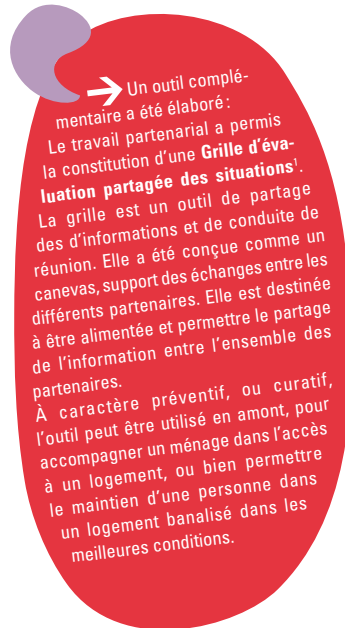 → Un outil complé-
mentaire a été élaboré :
Le travail partenarial a permis
la constitution d'une Grille d'éva-
luation partagée des situations¹.
La grille est un outil de partage
des d'informations et de conduite de
réunion. Elle a été conçue comme un
canevas, support des échanges entre les
différents partenaires. Elle est destinée
à être alimentée et permettre le partage
de l'information entre l'ensemble des
partenaires.
À caractère préventif, ou curatif,
l'outil peut être utilisé en amont, pour
accompagner un ménage dans l'accès
à un logement, ou bien permettre
le maintien d'une personne dans
un logement banalisé dans les
meilleures conditions.